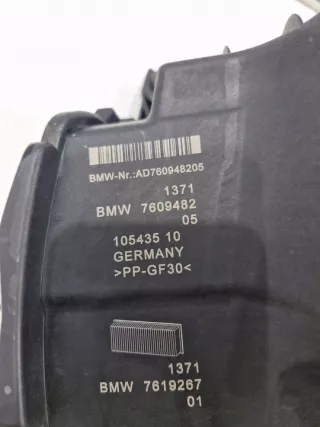 BMW-Nr.:AD760948205
1371
BMW 7609482
05
105435 10
GERMANY
>PP-GF30<
1371
BMW 7619267
01